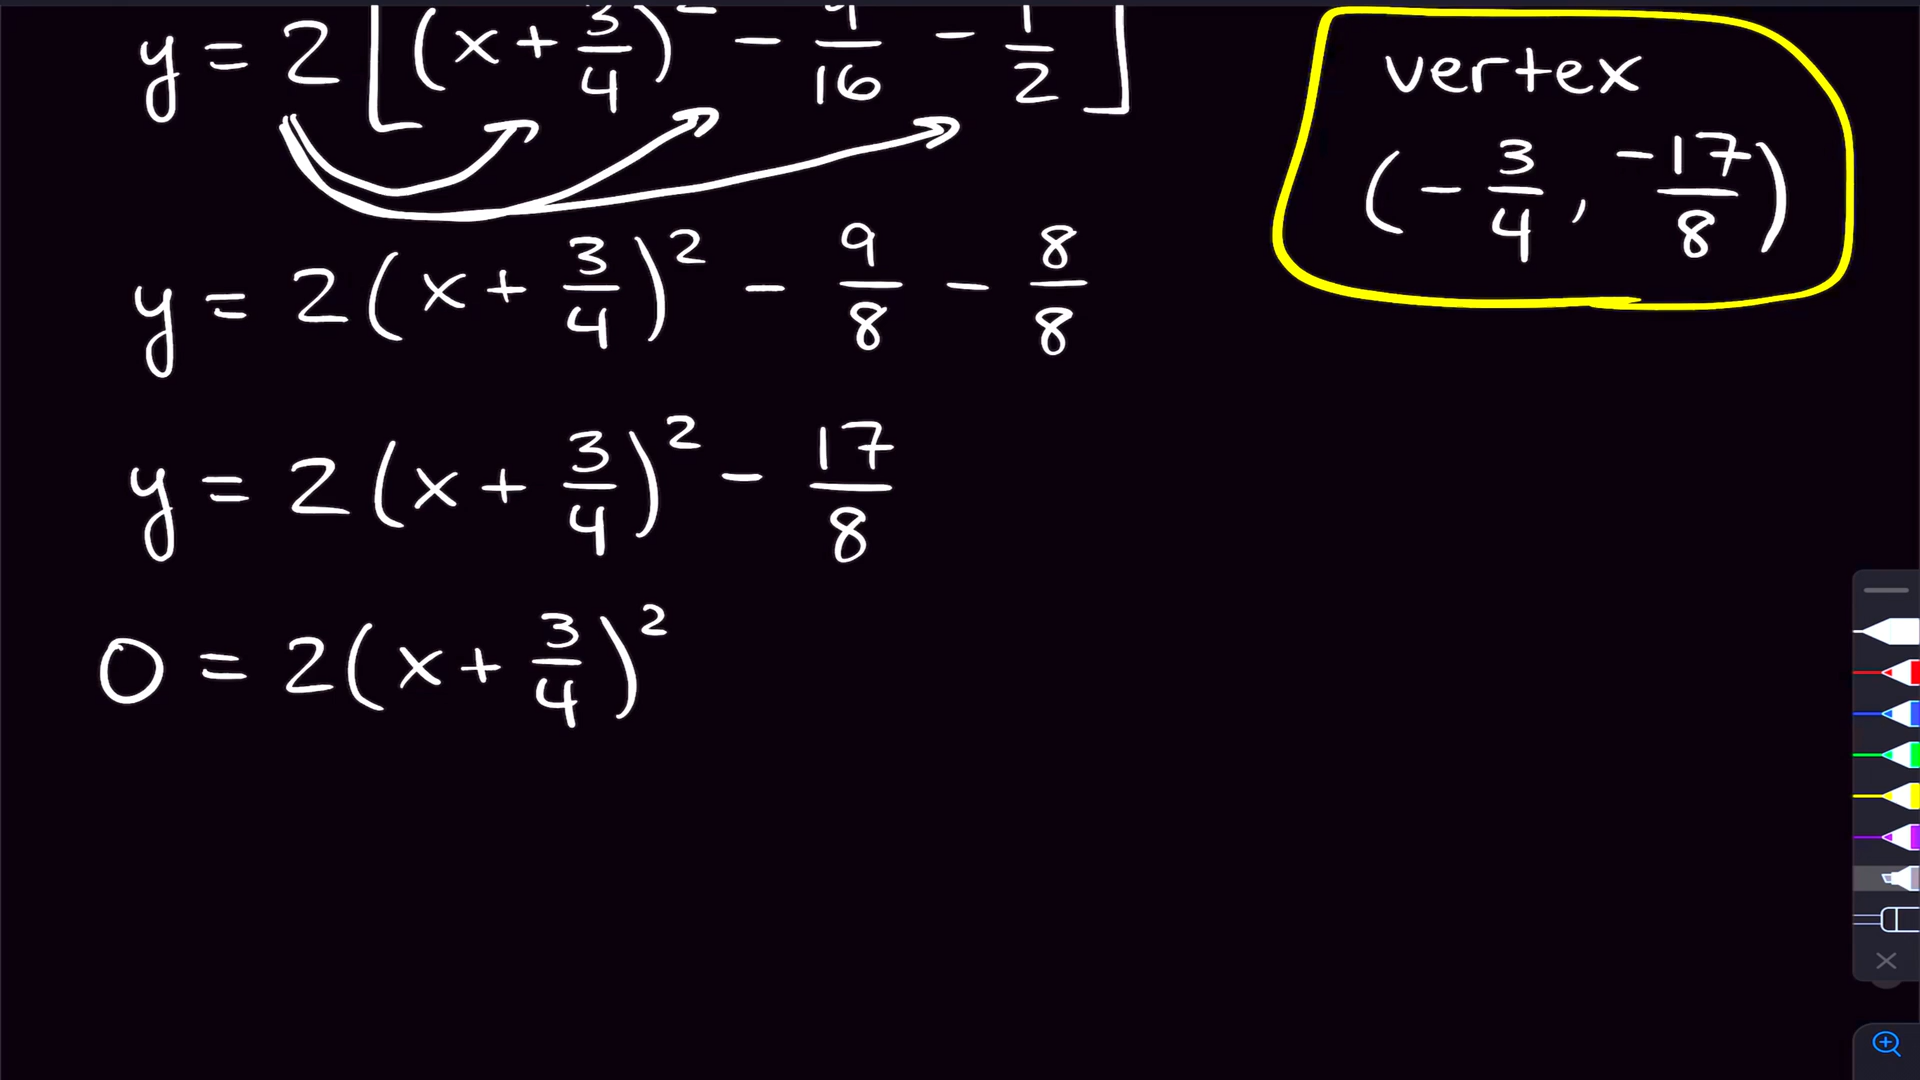 y = 2[(x + 3/4)² - 9/16 - 1/2]
vertex
(- 3/4, -17/8)
y = 2(x + 3/4)² - 9/8 - 8/8
y = 2(x + 3/4)² - 17/8
0 = 2(x + 3/4)²